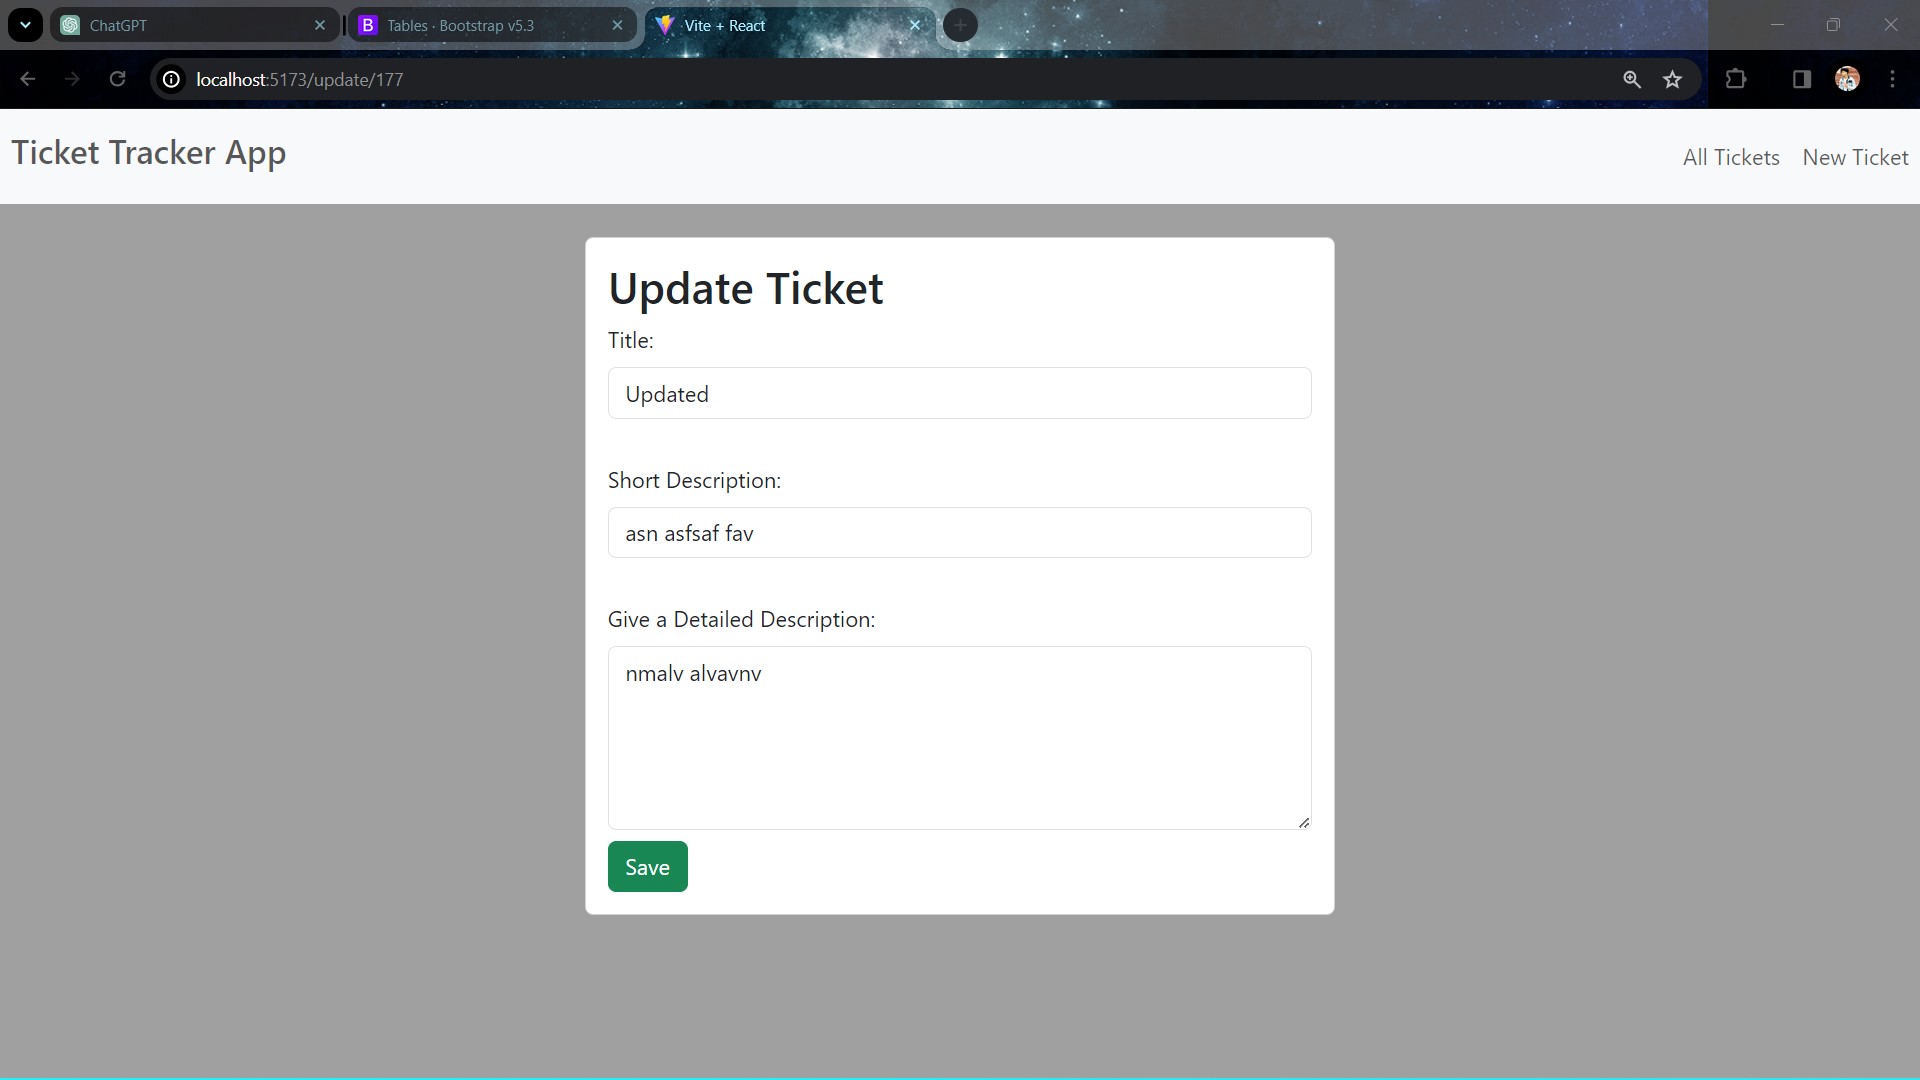 ChatGPT
B Tables · Bootstrap v5.3
Vite + React
localhost:5173/update/177
Ticket Tracker App
All Tickets New Ticket
Update Ticket
Title:
Updated
Short Description:
asn asfsaf fav
Give a Detailed Description:
nmalv alvavnv
Save